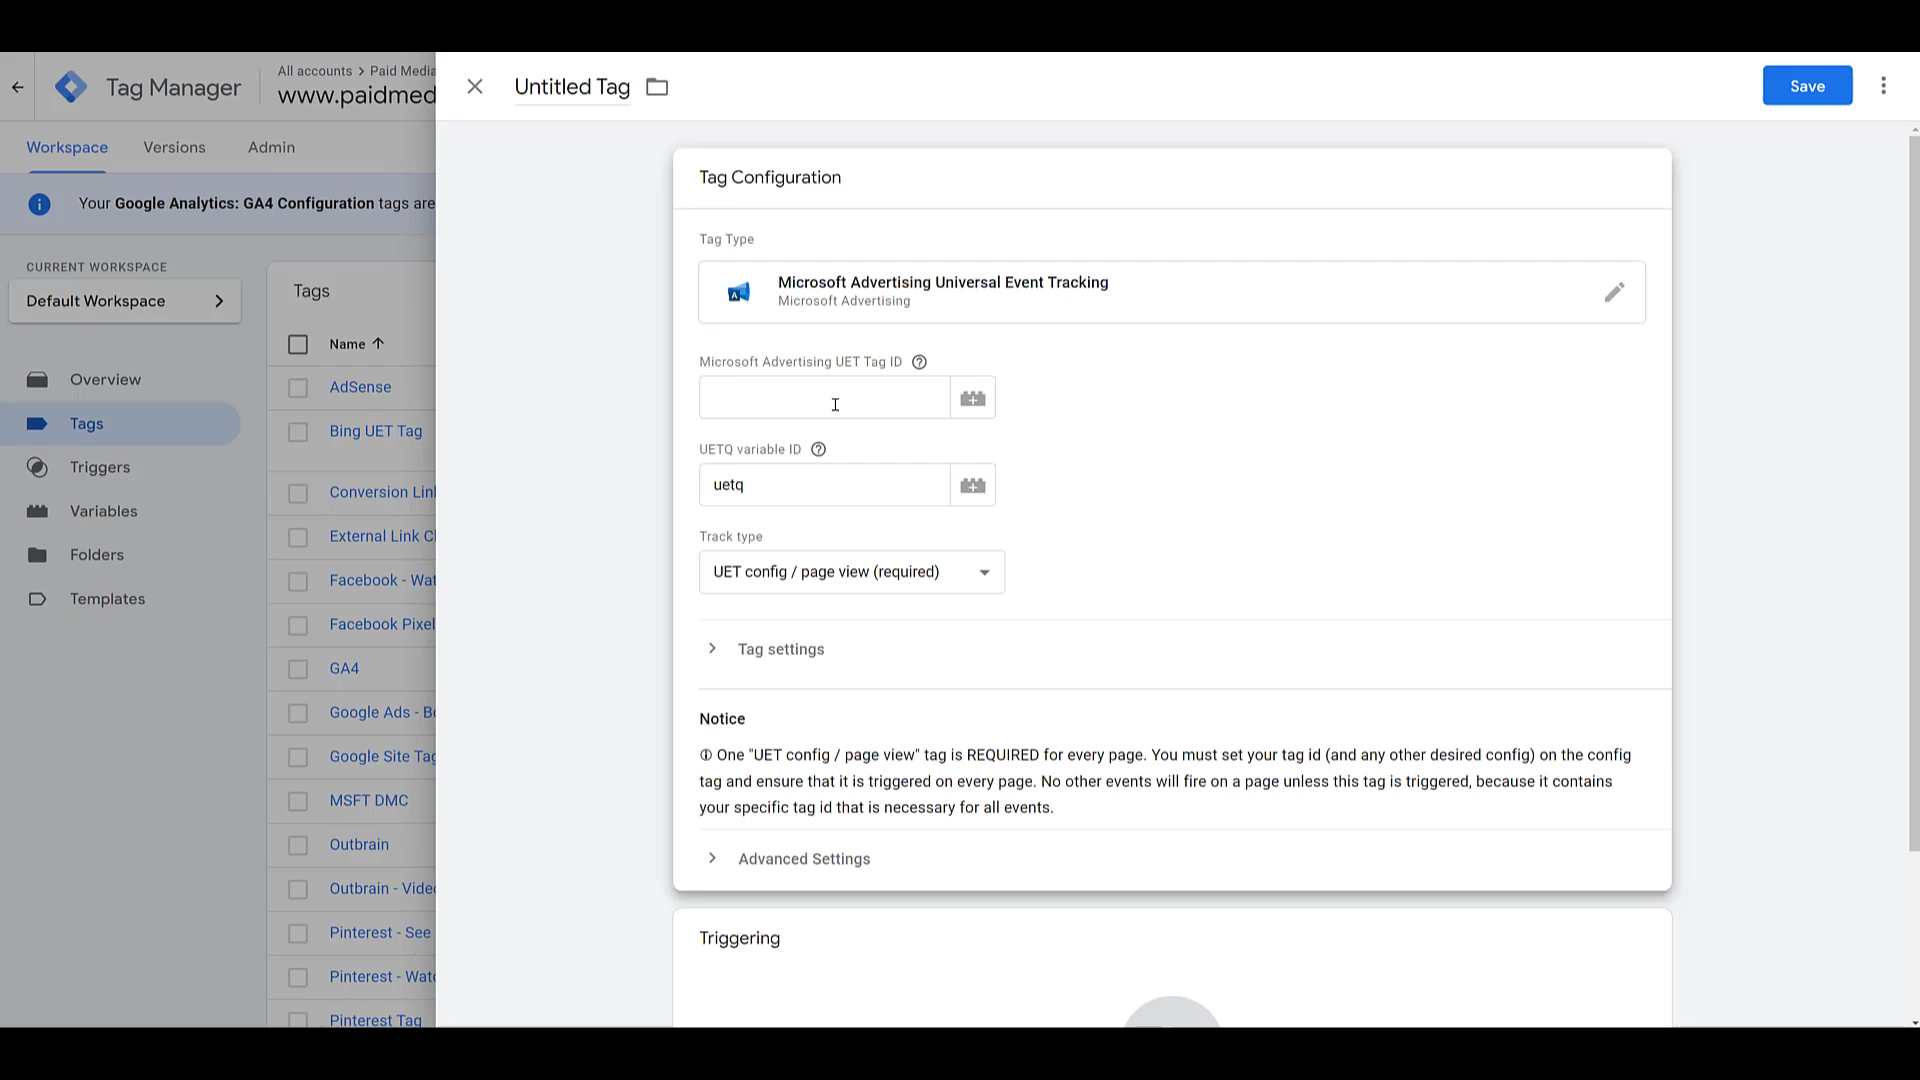 Tag Manager
All accounts > Paid Media
www.paidmed
Untitled Tag
Save
Workspace
Versions
Admin
Your Google Analytics: GA4 Configuration tags are
CURRENT WORKSPACE
Default Workspace
Overview
Tags
Triggers
Variables
Folders
Templates
Tags
Name
AdSense
Bing UET Tag
Conversion Lin
External Link C
Facebook - Wat
Facebook Pixel
GA4
Google Ads - B
Google Site Tag
MSFT DMC
Outbrain
Outbrain - Vide
Pinterest - See
Pinterest - Wat
Pinterest Tag
Tag Configuration
Tag Type
Microsoft Advertising Universal Event Tracking
Microsoft Advertising
Microsoft Advertising UET Tag ID
UETQ variable ID
uetq
Track type
UET config / page view (required)
Tag settings
Notice
One "UET config / page view" tag is REQUIRED for every page. You must set your tag id (and any other desired config) on the config
tag and ensure that it is triggered on every page. No other events will fire on a page unless this tag is triggered, because it contains
your specific tag id that is necessary for all events.
Advanced Settings
Triggering